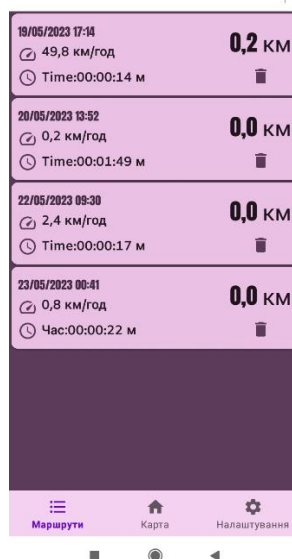 19/05/2023 17:14
0,2 км
49,8 км/год
Time:00:00:14 м
20/05/2023 13:52
0,0 км
0,2 км/год
Time:00:01:49 м
22/05/2023 09:30
0,0 км
2,4 км/год
Time:00:00:17 м
23/05/2023 00:41
0,0 км
0,8 км/год
Час:00:00:22 м
Маршрути
Карта
Налаштування